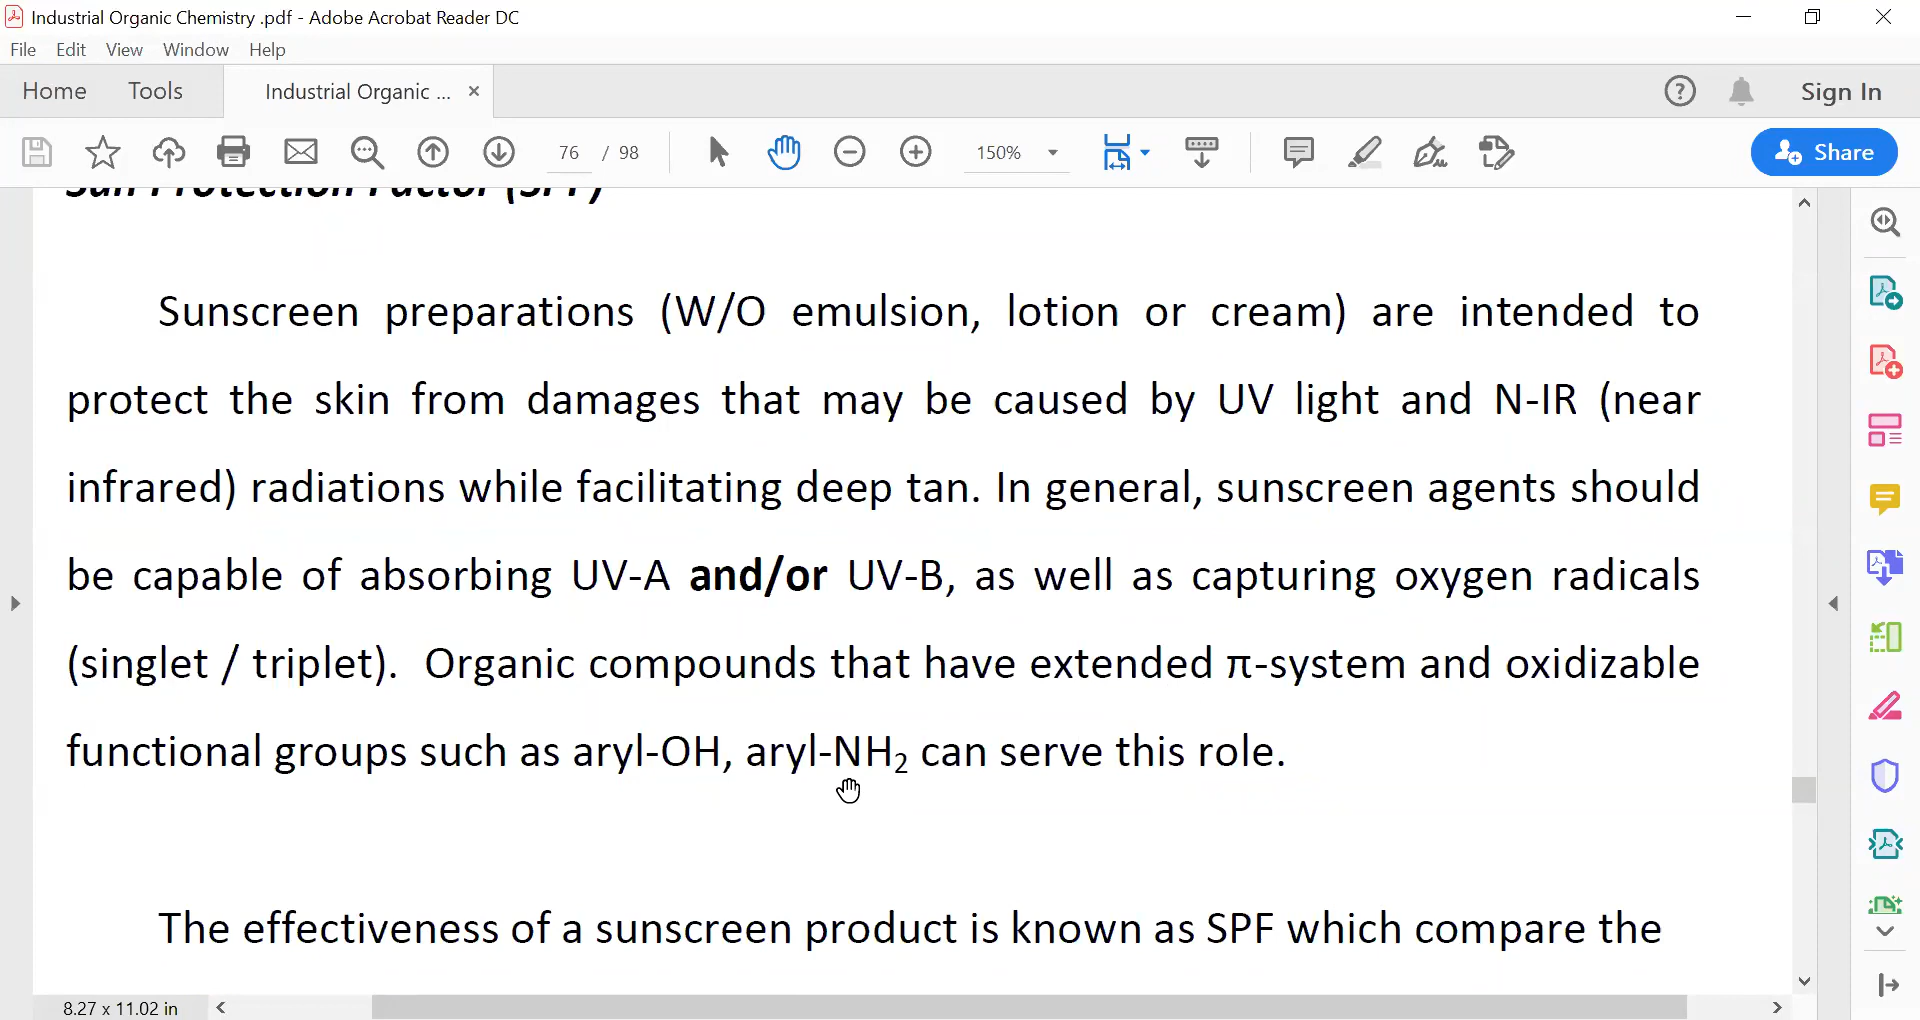 Industrial Organic Chemistry .pdf - Adobe Acrobat Reader DC
File Edit View Window Help
Home Tools Industrial Organic ... × Sign In
76 / 98 150% Share
Sun Protection Factor (SPF)
Sunscreen preparations (W/O emulsion, lotion or cream) are intended to
protect the skin from damages that may be caused by UV light and N-IR (near
infrared) radiations while facilitating deep tan. In general, sunscreen agents should
be capable of absorbing UV-A and/or UV-B, as well as capturing oxygen radicals
(singlet / triplet). Organic compounds that have extended π-system and oxidizable
functional groups such as aryl-OH, aryl-NH₂ can serve this role.
The effectiveness of a sunscreen product is known as SPF which compare the
8.27 x 11.02 in